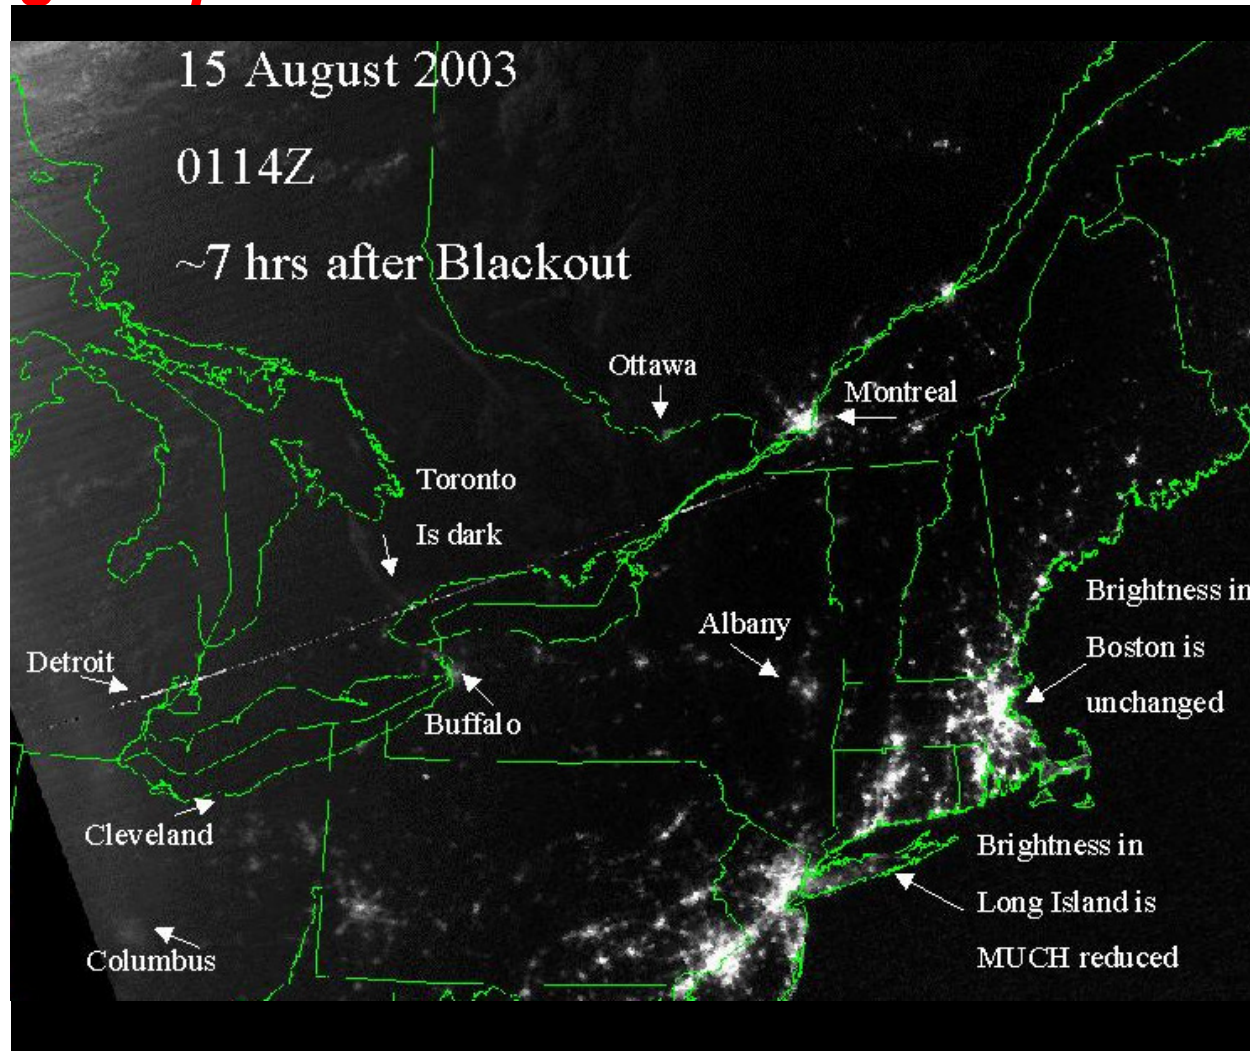 15 August 2003
0114Z
~7 hrs after Blackout
Ottawa
Montreal
Toronto
Is dark
Brightness in
Boston is
unchanged
Albany
Detroit
Buffalo
Cleveland
Brightness in
Long Island is
MUCH reduced
Columbus